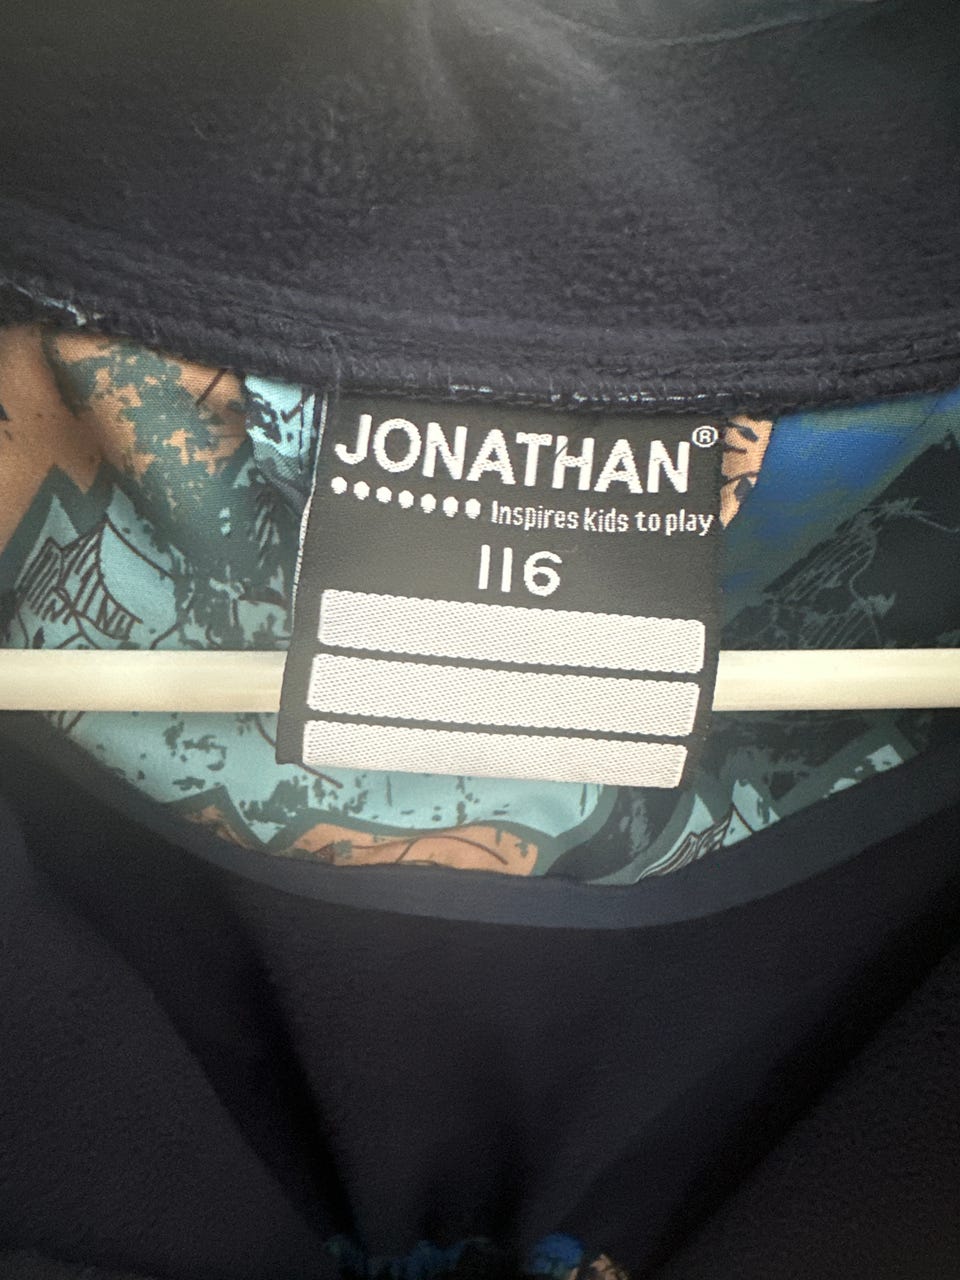 JONATHAN®
Inspires kids to play
116